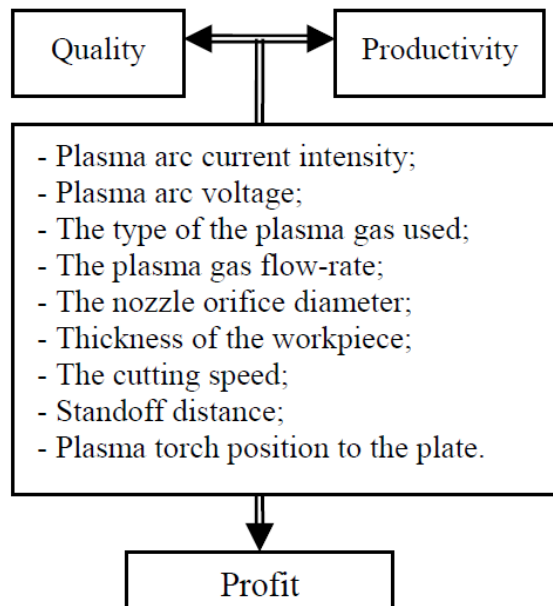 Quality
Productivity
- Plasma arc current intensity;
- Plasma arc voltage;
- The type of the plasma gas used;
- The plasma gas flow-rate;
- The nozzle orifice diameter;
- Thickness of the workpiece;
- The cutting speed;
- Standoff distance;
- Plasma torch position to the plate.
Profit